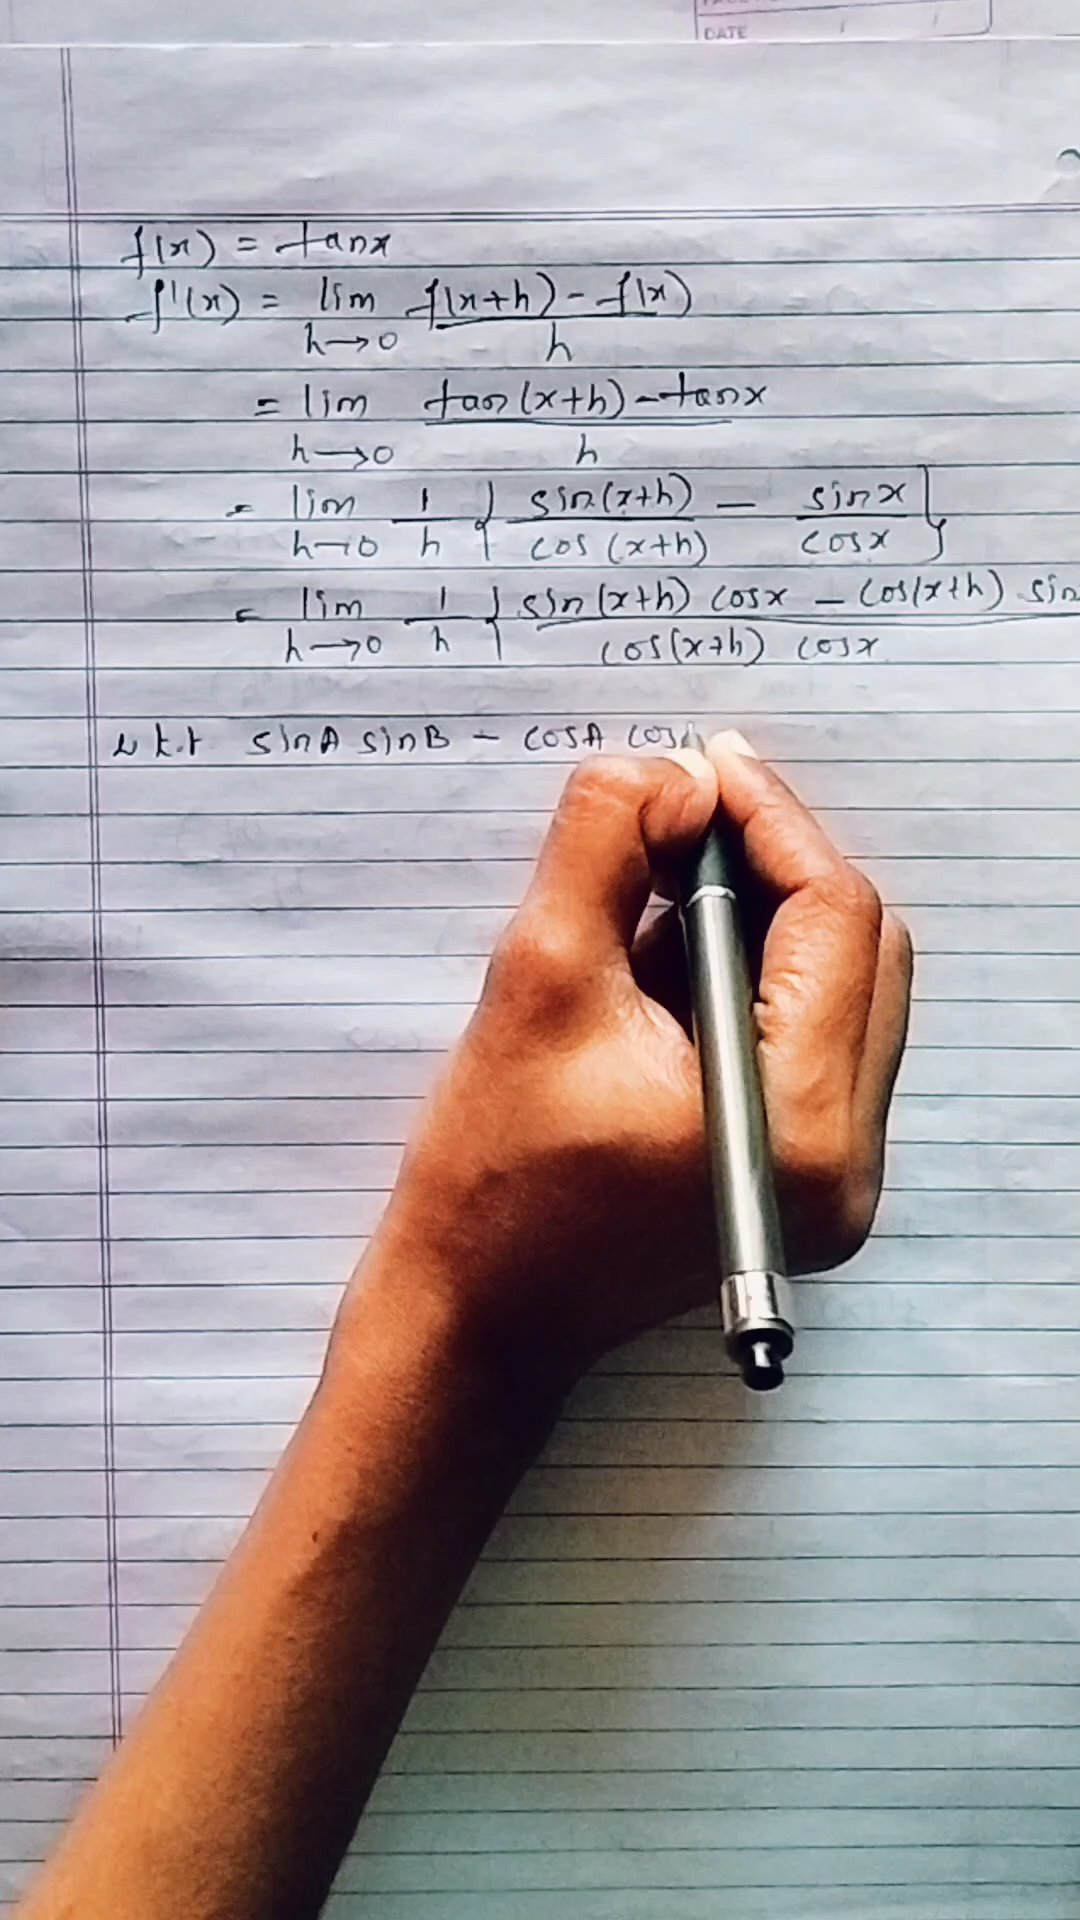 DATE
f(x) = tanx
f'(x) = lim h→0 f(x+h) - f(x) / h
= lim h→0 tan(x+h) - tanx / h
= lim h→0 1/h { sin(x+h) / cos(x+h) - sinx / cosx }
= lim h→0 1/h { sin(x+h) cosx - cos(x+h) sin / cos(x+h) cosx
w k.t sinA sinB - cosA cos